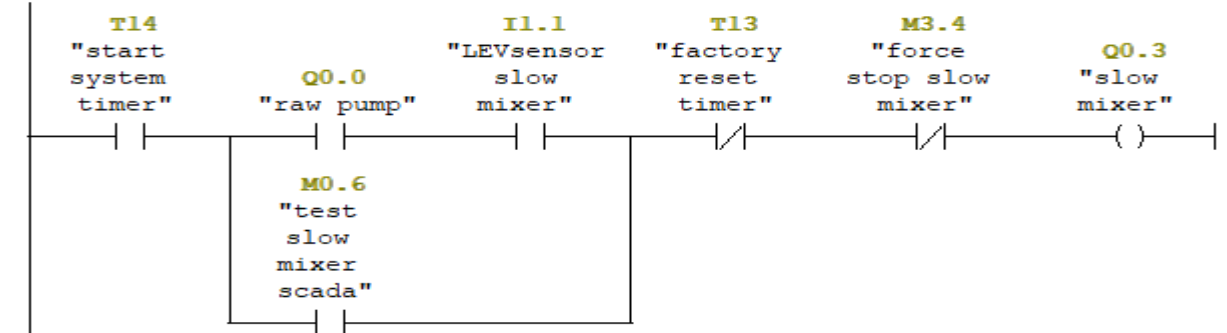 T14
"start
system
timer"
Q0.0
"raw pump"
I1.1
"LEVsensor
slow
mixer"
T13
"factory
reset
timer"
M3.4
"force
stop slow
mixer"
Q0.3
"slow
mixer"
M0.6
"test
slow
mixer
scada"